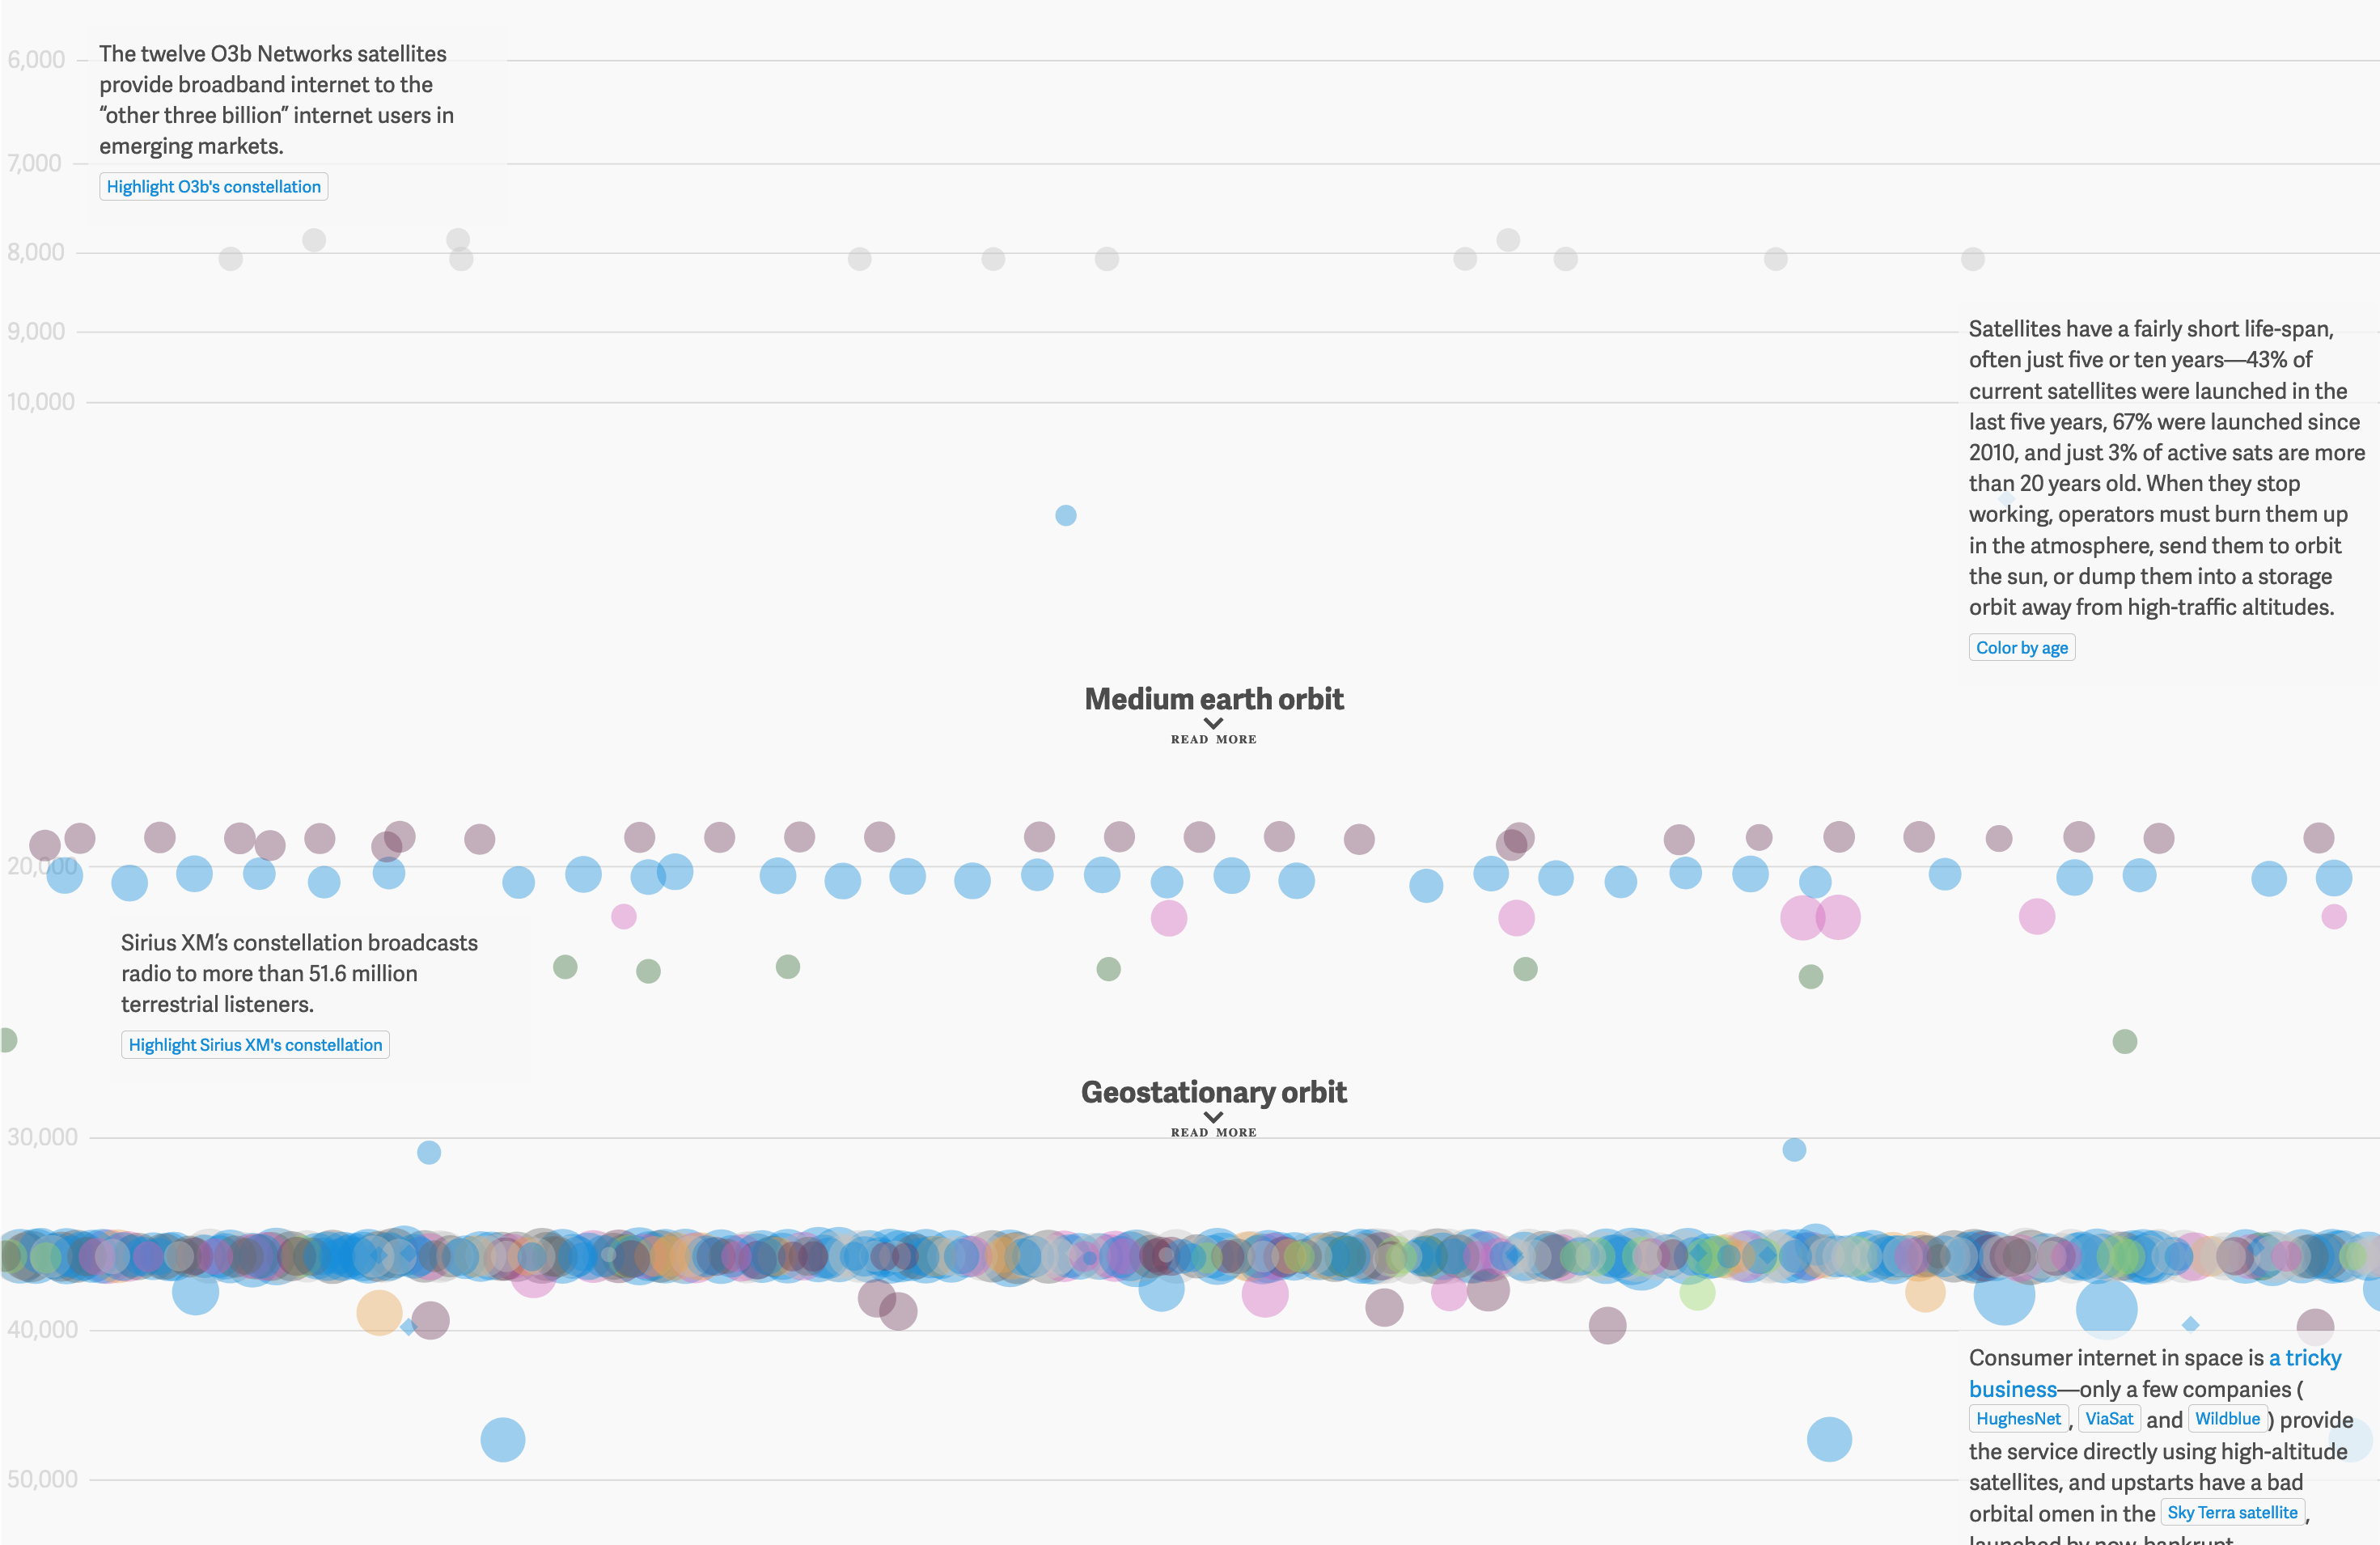 6,000
The twelve O3b Networks satellites
provide broadband internet to the
“other three billion” internet users in
emerging markets.
7,000
Highlight O3b's constellation
8,000
9,000
10,000
Satellites have a fairly short life-span,
often just five or ten years—43% of
current satellites were launched in the
last five years, 67% were launched since
2010, and just 3% of active sats are more
than 20 years old. When they stop
working, operators must burn them up
in the atmosphere, send them to orbit
the sun, or dump them into a storage
orbit away from high-traffic altitudes.
Color by age
Medium earth orbit
READ MORE
20,000
Sirius XM’s constellation broadcasts
radio to more than 51.6 million
terrestrial listeners.
Highlight Sirius XM's constellation
Geostationary orbit
READ MORE
30,000
40,000
Consumer internet in space is a tricky
business—only a few companies (
HughesNet, ViaSat and Wildblue) provide
the service directly using high-altitude
satellites, and upstarts have a bad
orbital omen in the Sky Terra satellite,
launched by now-bankrupt
50,000